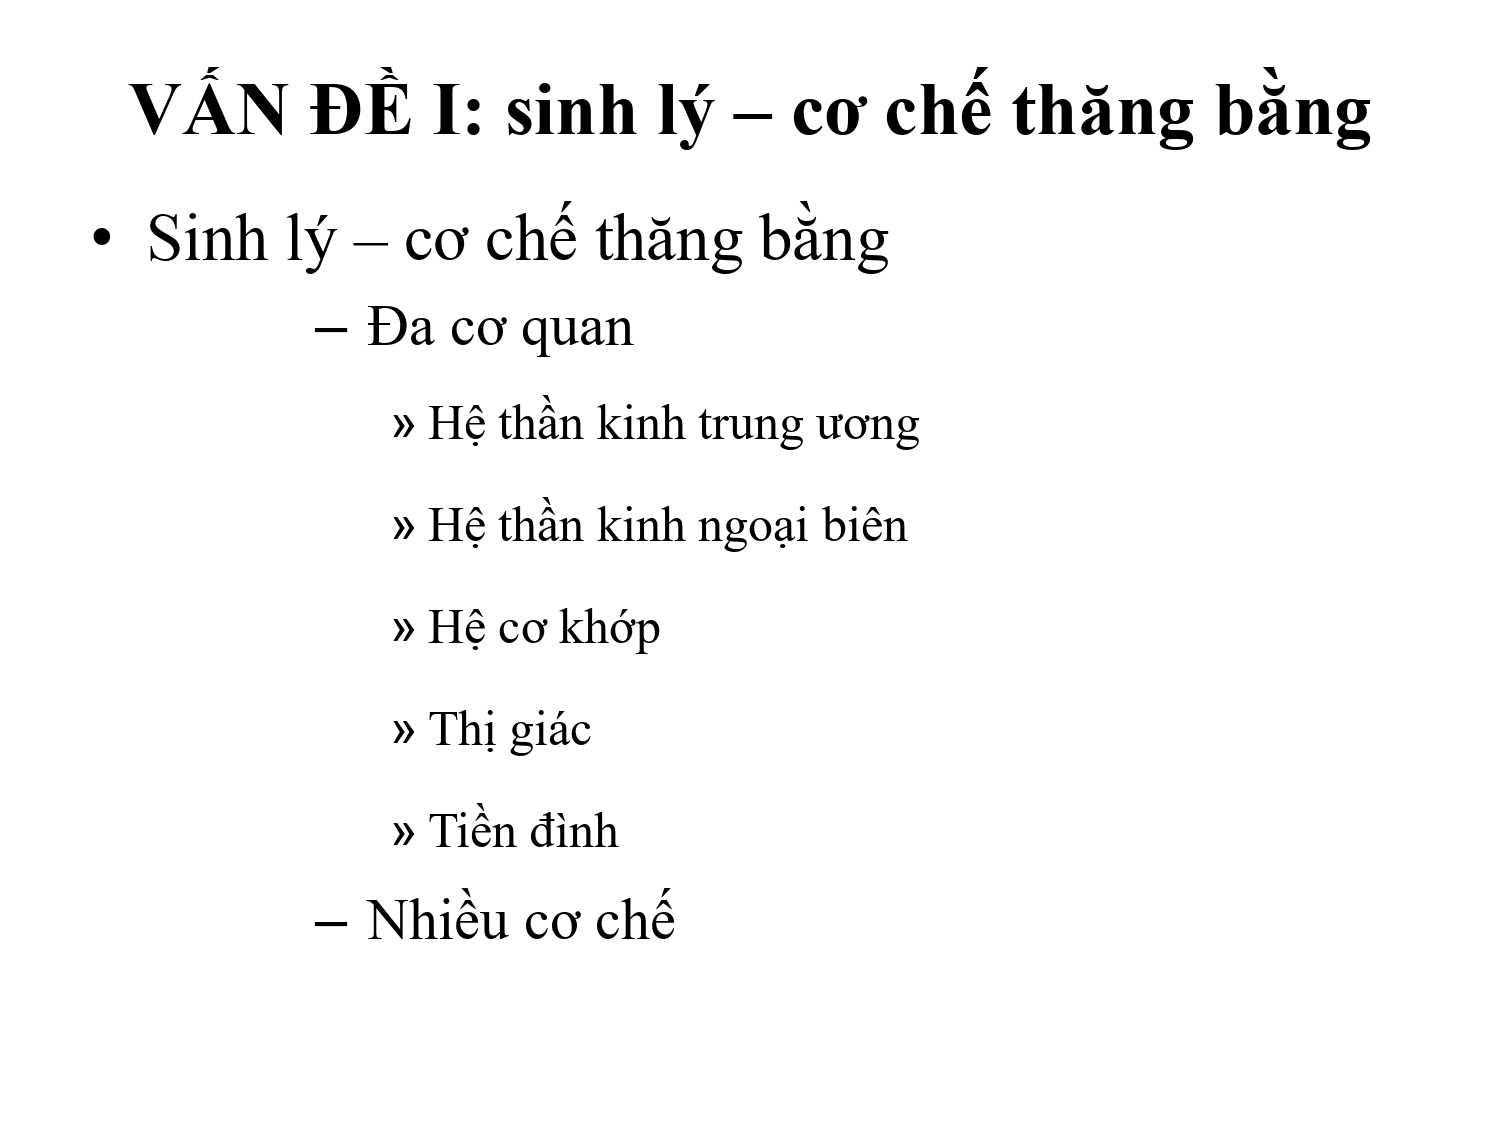 VẤN ĐỀ I: sinh lý – cơ chế thăng bằng
• Sinh lý – cơ chế thăng bằng
– Đa cơ quan
» Hệ thần kinh trung ương
» Hệ thần kinh ngoại biên
» Hệ cơ khớp
» Thị giác
» Tiền đình
– Nhiều cơ chế